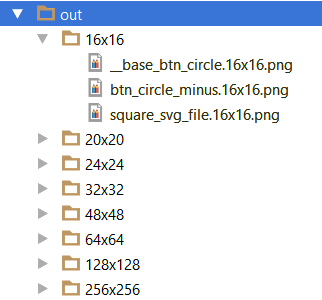 out
16x16
__base_btn_circle.16x16.png
btn_circle_minus.16x16.png
square_svg_file.16x16.png
20x20
24x24
32x32
48x48
64x64
128x128
256x256